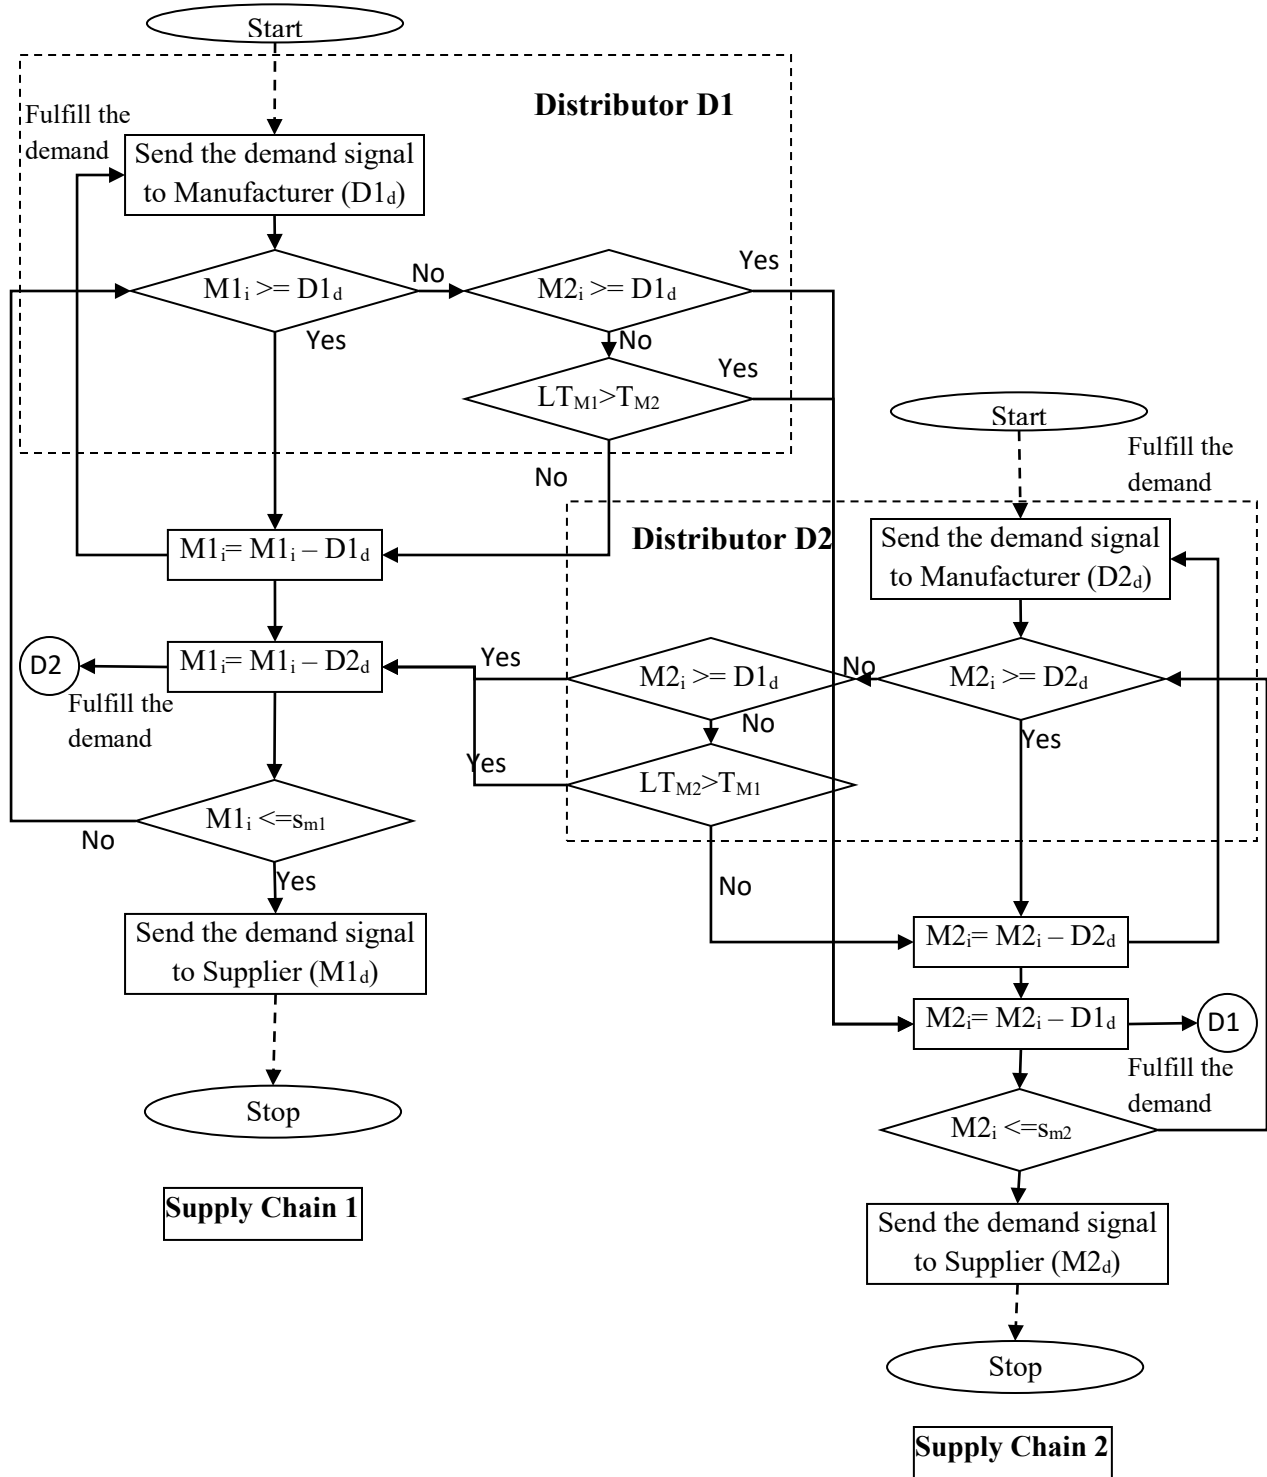 Start
Distributor D1
Fulfill the
demand
Send the demand signal
to Manufacturer (D1d)
M1i >= D1d
No
M2i >= D1d
Yes
Yes
No
LTM1>TM2
Yes
No
M1i= M1i – D1d
M1i= M1i – D2d
D2
Fulfill the
demand
M1i <=sm1
No
Yes
Send the demand signal
to Supplier (M1d)
Stop
Supply Chain 1
Start
Fulfill the
demand
Distributor D2
Send the demand signal
to Manufacturer (D2d)
M2i >= D2d
No
M2i >= D1d
Yes
Yes
No
LTM2>TM1
Yes
No
M2i= M2i – D2d
M2i= M2i – D1d
D1
Fulfill the
demand
M2i <=sm2
Send the demand signal
to Supplier (M2d)
Stop
Supply Chain 2